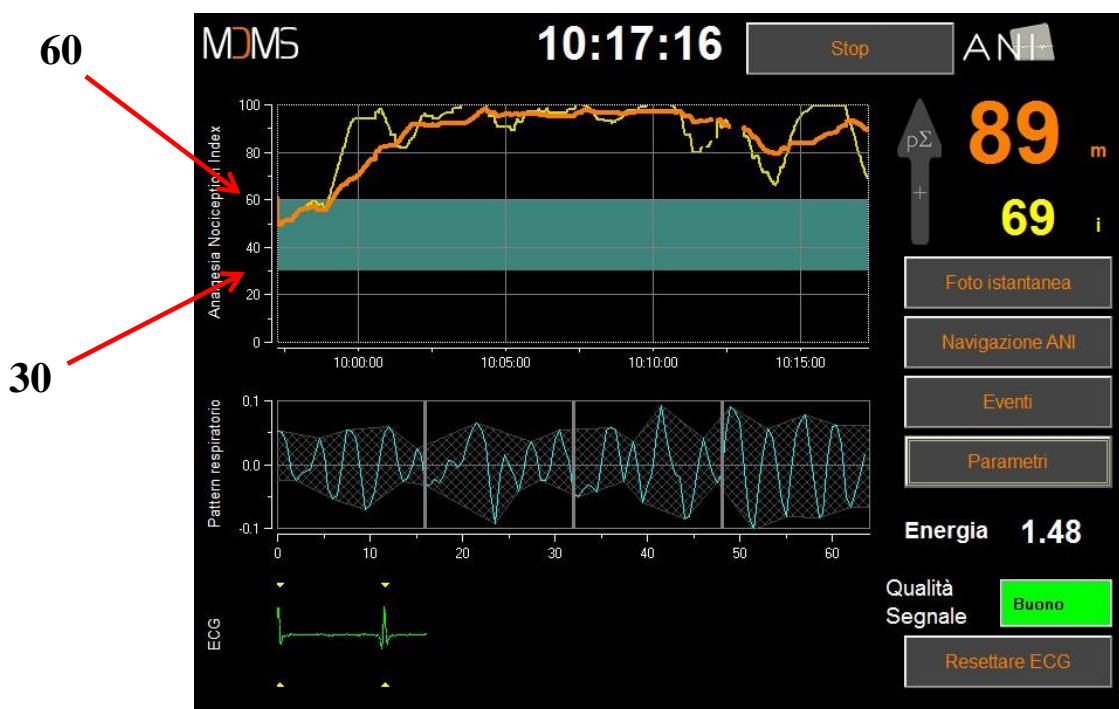 60
30
MDMS
10:17:16
Stop
ANI
Analgesia Nociception Index
100
80
60
40
20
0
10:00:00 10:05:00 10:10:00 10:15:00
pΣ
+
89 m
69 i
Foto istantanea
Navigazione ANI
Eventi
Parametri
Pattern respiratorio
0.1
0.0
-0.1
0 10 20 30 40 50 60
Energia 1.48
Qualità
Segnale
Buono
ECG
Resettare ECG